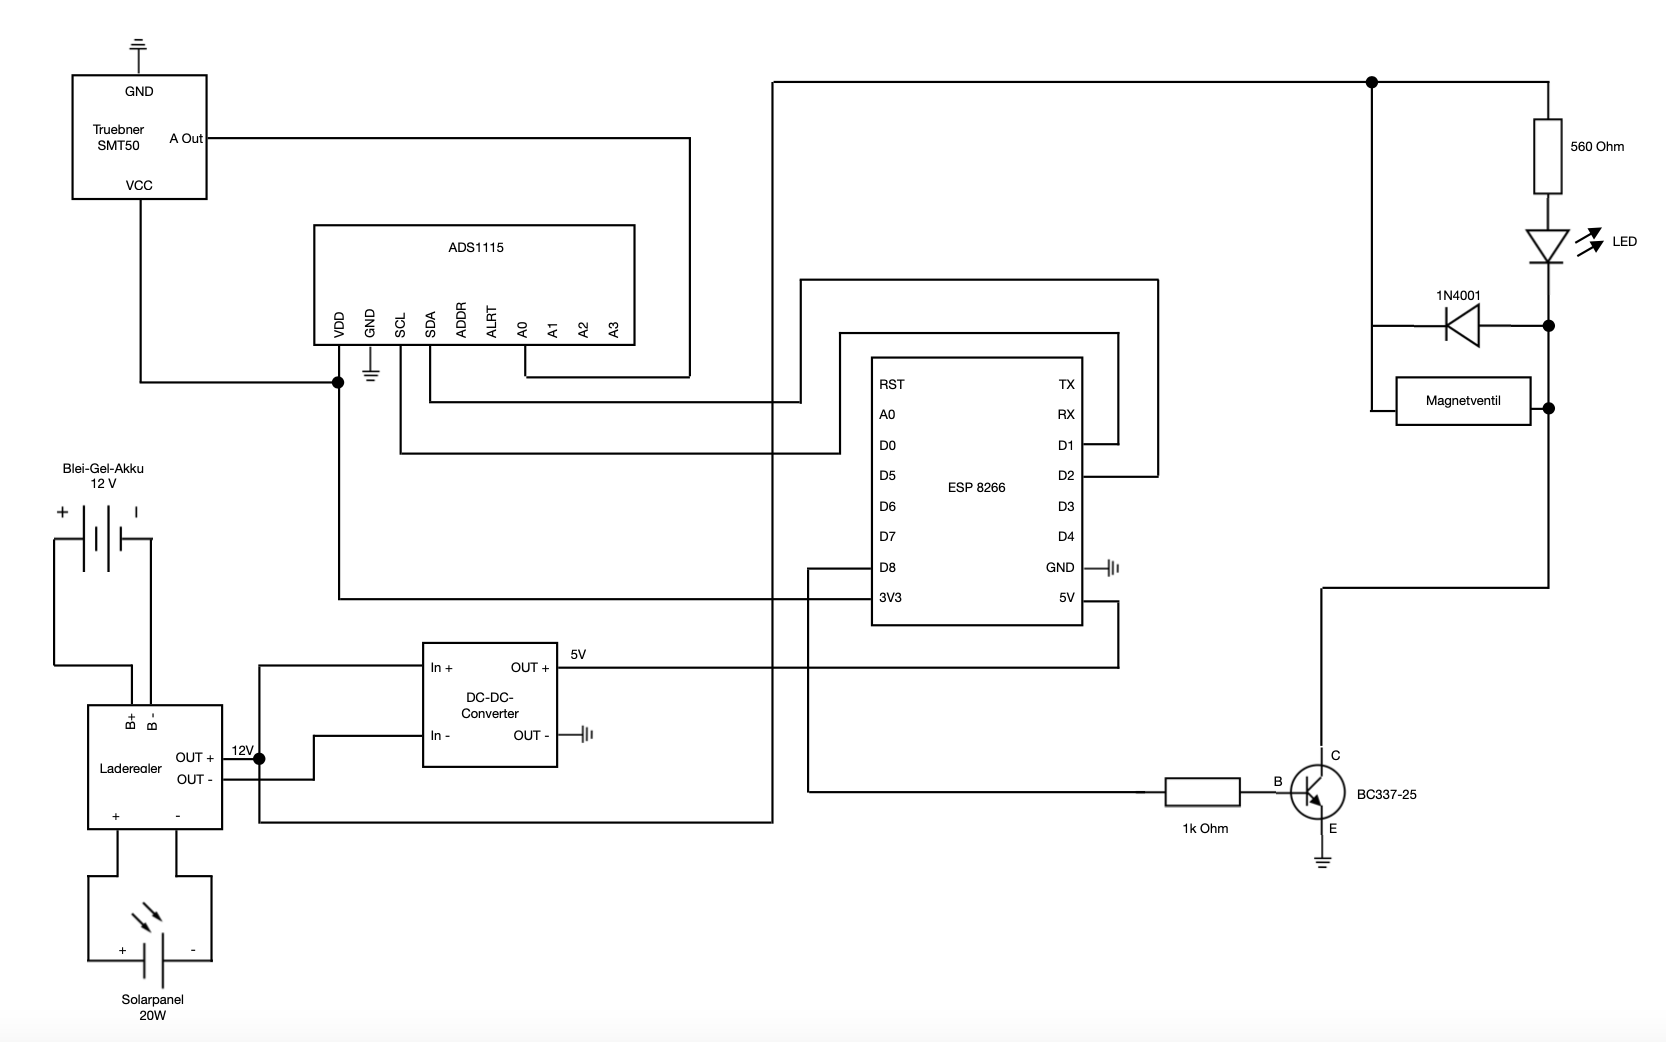 GND
Truebner
SMT50
A Out
VCC
ADS1115
VDD
GND
SCL
SDA
ADDR
ALRT
A0
A1
A2
A3
560 Ohm
LED
1N4001
Magnetventil
RST
A0
D0
D5
D6
D7
D8
3V3
ESP 8266
TX
RX
D1
D2
D3
D4
GND
5V
Blei-Gel-Akku
12 V
+
-
In +
OUT +
5V
DC-DC-
Converter
In -
OUT -
B+
B -
OUT +
12V
Laderegler
OUT -
+
-
+
-
Solarpanel
20W
1k Ohm
B
C
E
BC337-25